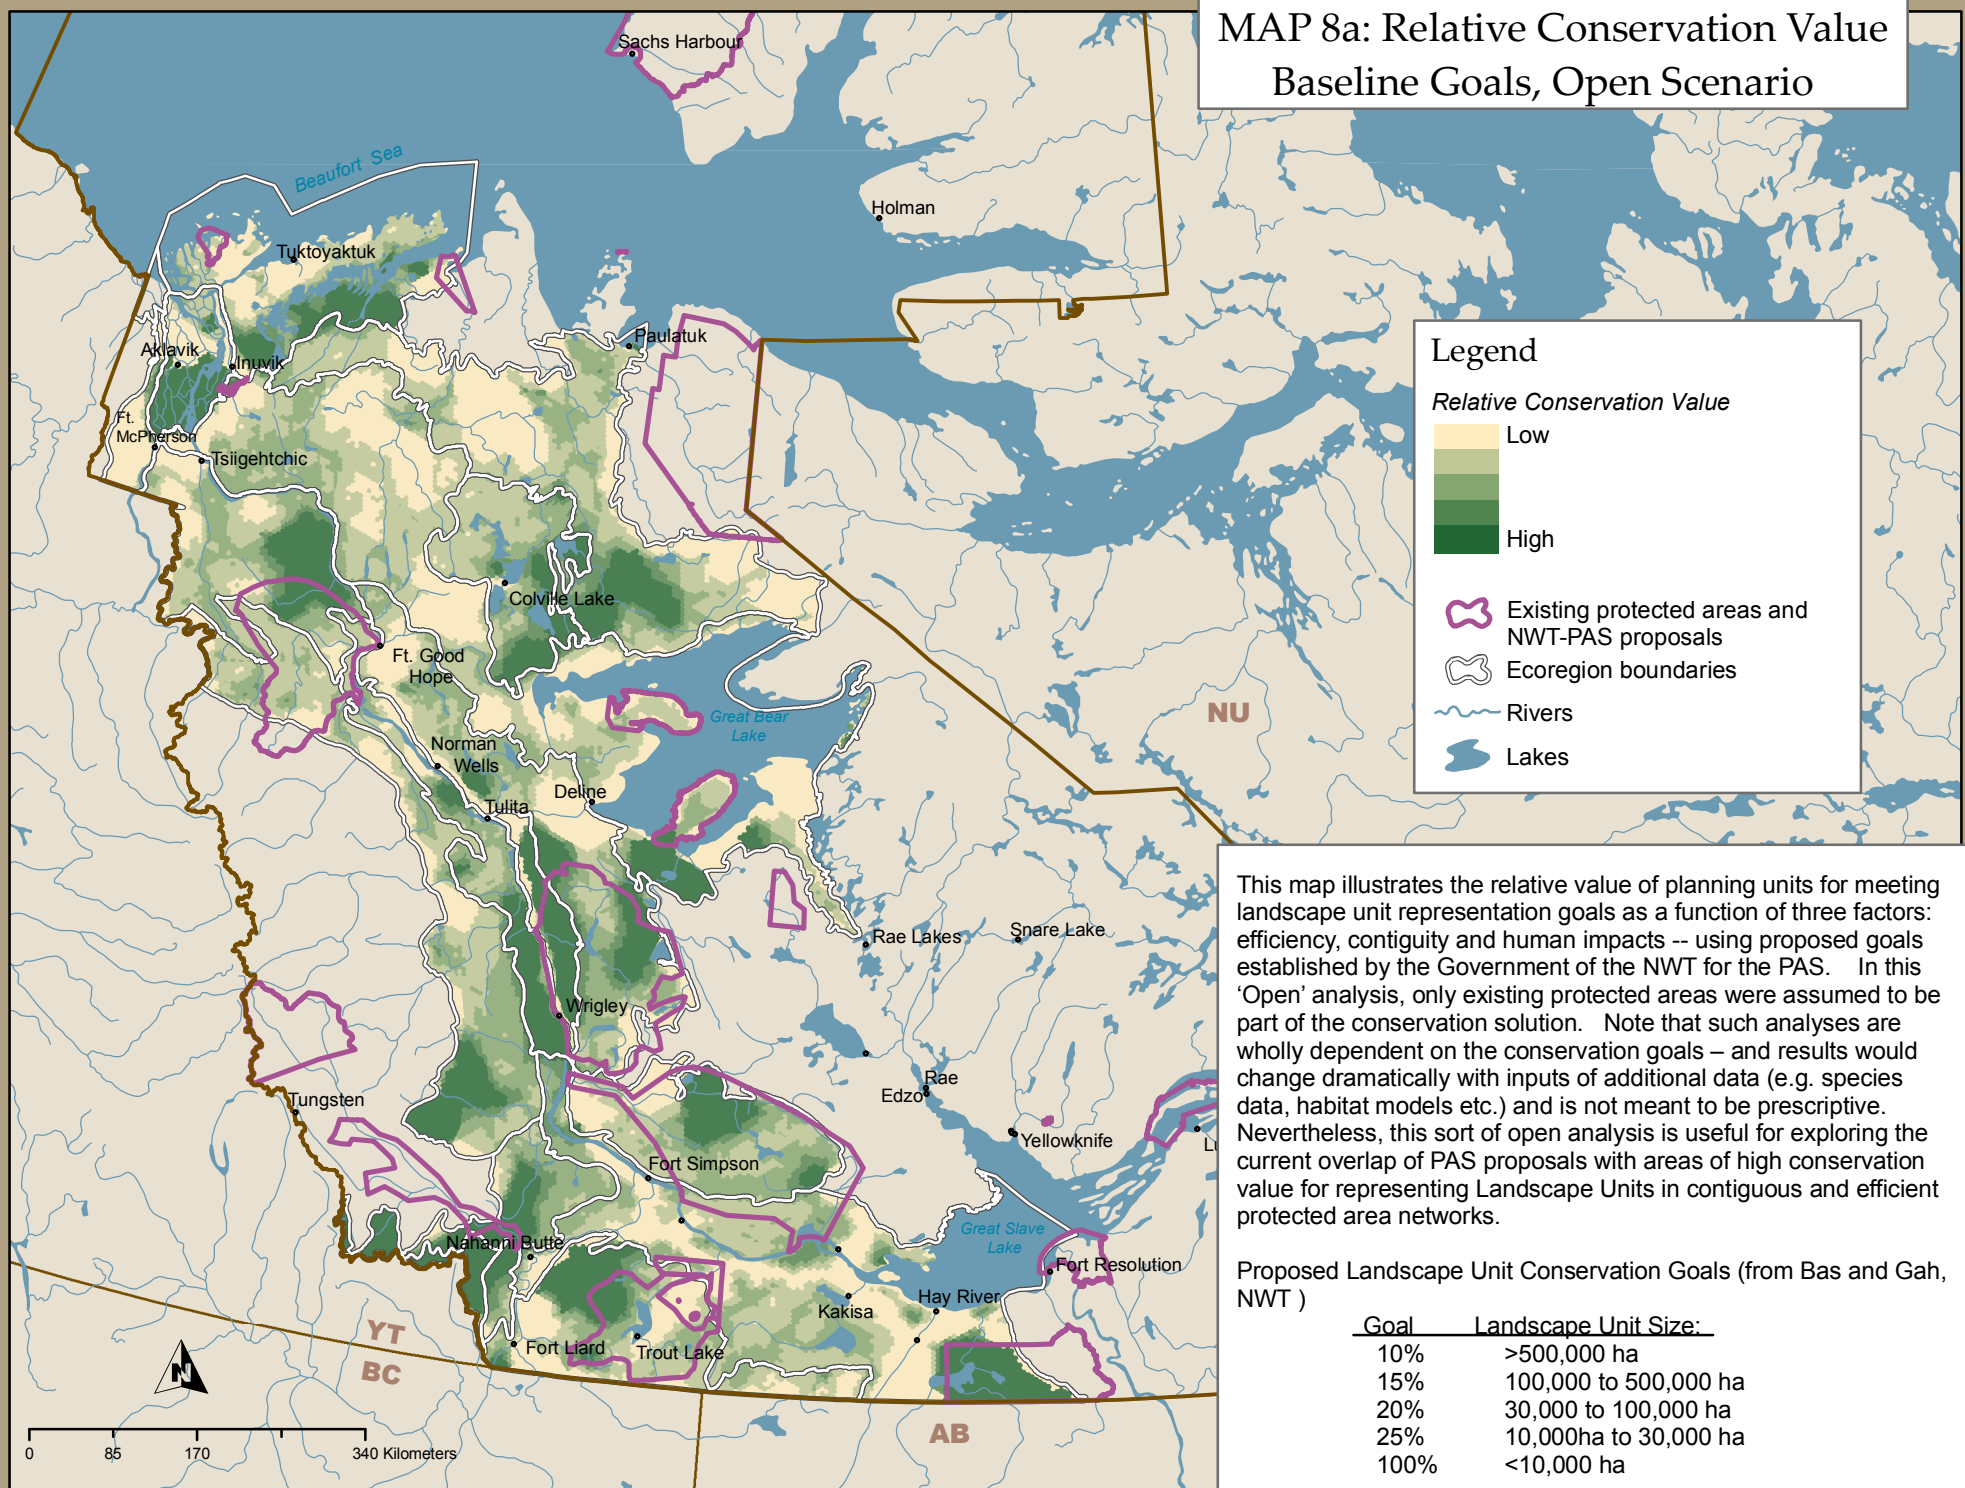 MAP 8a: Relative Conservation Value
Baseline Goals, Open Scenario
Sachs Harbour
Beaufort Sea
Holman
Tuktoyaktuk
Paulatuk
Aklavik
Inuvik
Ft.
McPherson
Tsiigehtchic
Colville Lake
Ft. Good
Hope
Great Bear
Lake
NU
Norman
Wells
Deline
Tulita
Rae Lakes
Snare Lake
Wrigley
Rae
Edzo
Tungsten
Yellowknife
Fort Simpson
Great Slave
Lake
Nahanni Butte
Fort Resolution
Hay River
Kakisa
Fort Liard
Trout Lake
YT
BC
AB
N
0
85
170
340 Kilometers
Legend
Relative Conservation Value
Low
High
Existing protected areas and
NWT-PAS proposals
Ecoregion boundaries
Rivers
Lakes
This map illustrates the relative value of planning units for meeting
landscape unit representation goals as a function of three factors:
efficiency, contiguity and human impacts -- using proposed goals
established by the Government of the NWT for the PAS. In this
‘Open’ analysis, only existing protected areas were assumed to be
part of the conservation solution. Note that such analyses are
wholly dependent on the conservation goals – and results would
change dramatically with inputs of additional data (e.g. species
data, habitat models etc.) and is not meant to be prescriptive.
Nevertheless, this sort of open analysis is useful for exploring the
current overlap of PAS proposals with areas of high conservation
value for representing Landscape Units in contiguous and efficient
protected area networks.
Proposed Landscape Unit Conservation Goals (from Bas and Gah,
NWT )
Goal Landscape Unit Size:
10% >500,000 ha
15% 100,000 to 500,000 ha
20% 30,000 to 100,000 ha
25% 10,000ha to 30,000 ha
100% <10,000 ha